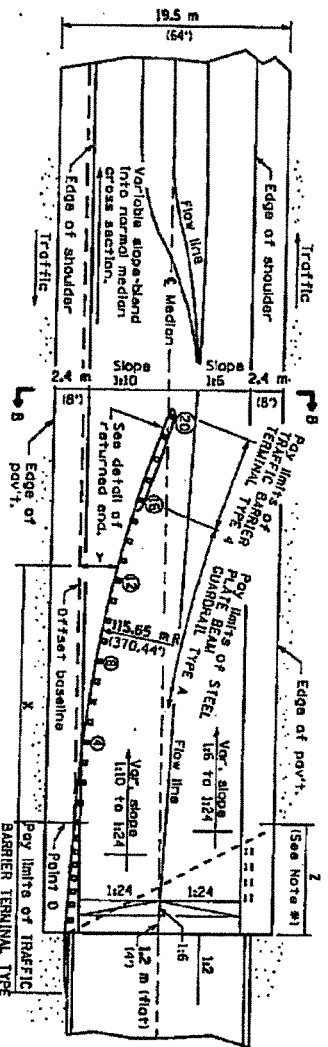 19.5 m
(64')
Traffic
Edge of shoulder
Flow line
℄ Median
Variable slope-blend
into normal median
cross section.
Edge of shoulder
Traffic
B
2.4 m
(8')
Slope
1:6
Slope
1:10
2.4 m
(8')
B
Pay limits of
TRAFFIC BARRIER
TERMINAL TYPE 4
20
16
See detail of
returned end.
Edge of
pav't.
Pay limits of STEEL
PLATE BEAM
GUARDRAIL TYPE A
Y
12
115.65 m R
(370.44')
8
4
X
Offset baseline
Edge of pav't.
Var. slope
1:6 to 1:24
Flow line
Var. slope
1:10 to 1:24
Z
(See Note #1)
1:24
1:24
1:6
1:2
1.2 m (flat)
(4')
Point O
Pay limits of TRAFFIC
BARRIER TERMINAL TYPE